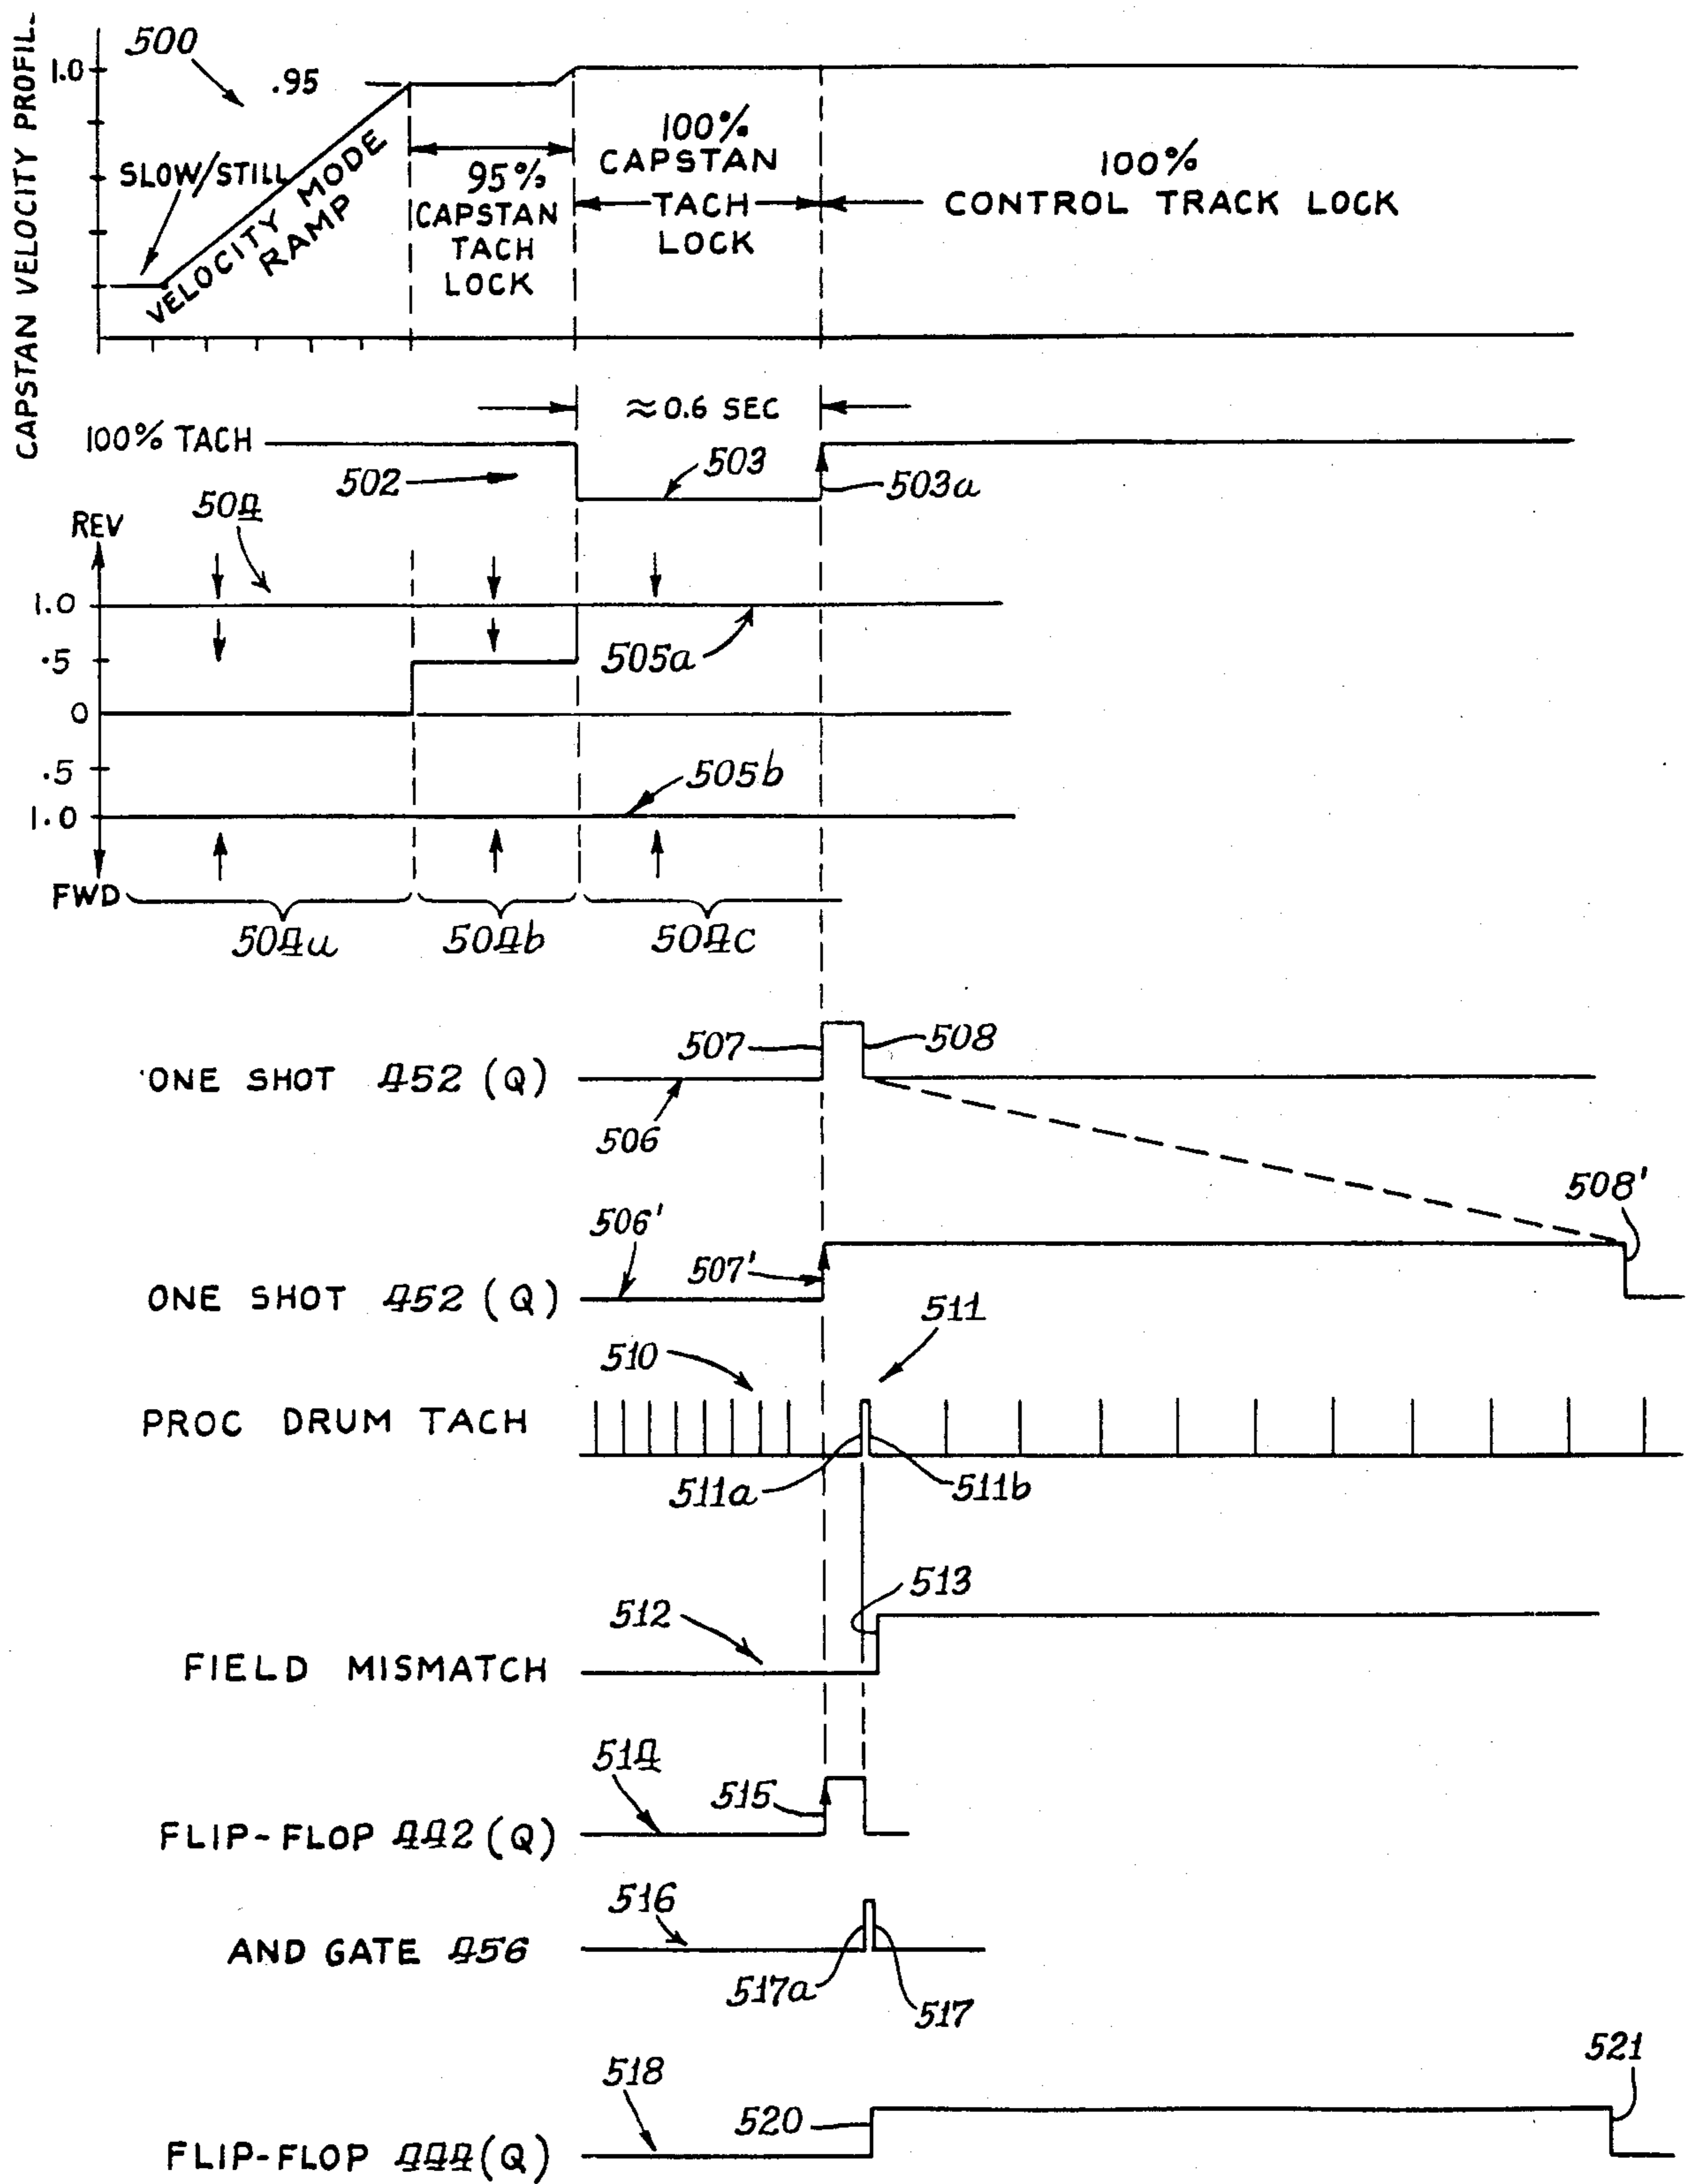 CAPSTAN VELOCITY PROFIL.
500
1.0
.95
SLOW/STILL
VELOCITY MODE
RAMP
95%
CAPSTAN
TACH
LOCK
100%
CAPSTAN
TACH
LOCK
100%
CONTROL TRACK LOCK
≈0.6 SEC
100% TACH
502
503
503a
504
REV
1.0
.5
0
.5
1.0
FWD
505a
505b
504a
504b
504c
507
508
ONE SHOT 452 (Q)
506
508'
506'
507'
ONE SHOT 452 (Q)
510
511
PROC DRUM TACH
511a
511b
513
512
FIELD MISMATCH
514
515
FLIP-FLOP 442 (Q)
516
AND GATE 456
517a
517
518
520
521
FLIP-FLOP 444 (Q)